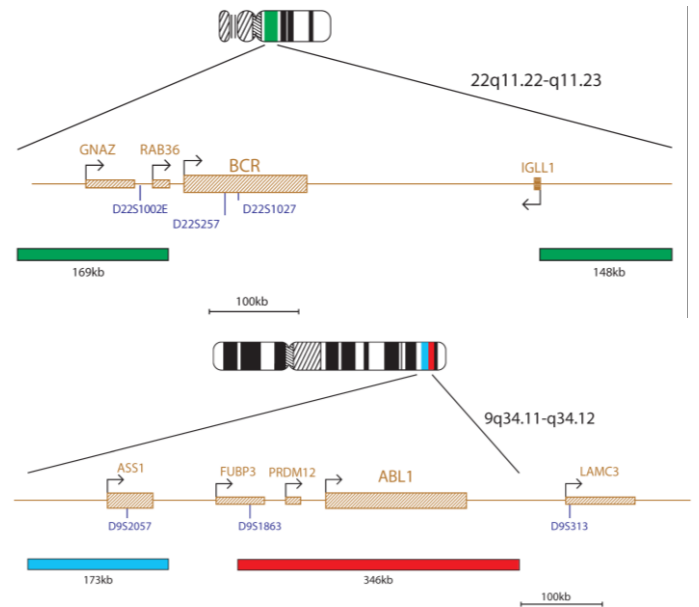 22q11.22-q11.23
GNAZ RAB36 BCR IGLL1
D22S1002E D22S1027
D22S257
169kb 148kb
100kb
9q34.11-q34.12
ASS1 FUBP3 PRDM12 ABL1 LAMC3
D9S2057 D9S1863 D9S313
173kb 346kb
100kb